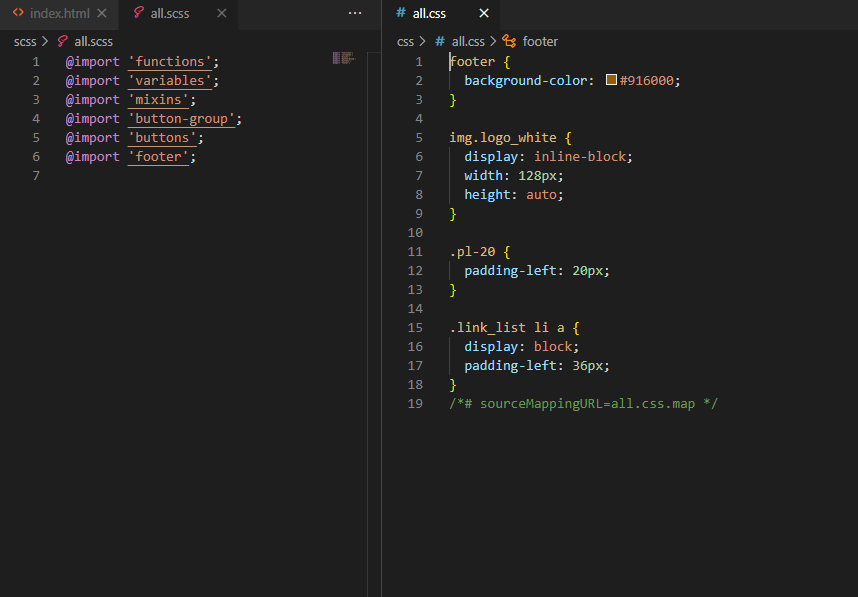 index.html
all.scss
scss > all.scss
1 @import 'functions';
2 @import 'variables';
3 @import 'mixins';
4 @import 'button-group';
5 @import 'buttons';
6 @import 'footer';
7
# all.css
css > # all.css > footer
1 footer {
2 background-color: #916000;
3 }
4
5 img.logo_white {
6 display: inline-block;
7 width: 128px;
8 height: auto;
9 }
10
11 .pl-20 {
12 padding-left: 20px;
13 }
14
15 .link_list li a {
16 display: block;
17 padding-left: 36px;
18 }
19 /*# sourceMappingURL=all.css.map */